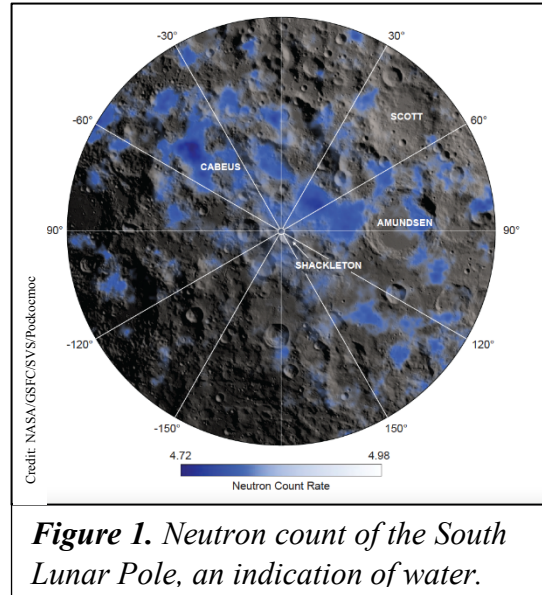 -30°
30°
-60°
60°
SCOTT
CABEUS
90°
AMUNDSEN
90°
SHACKLETON
-120°
120°
-150°
150°
4.72
4.98
Neutron Count Rate
Credit: NASA/GSFC/SVS/Pockocmoc
Figure 1. Neutron count of the South
Lunar Pole, an indication of water.